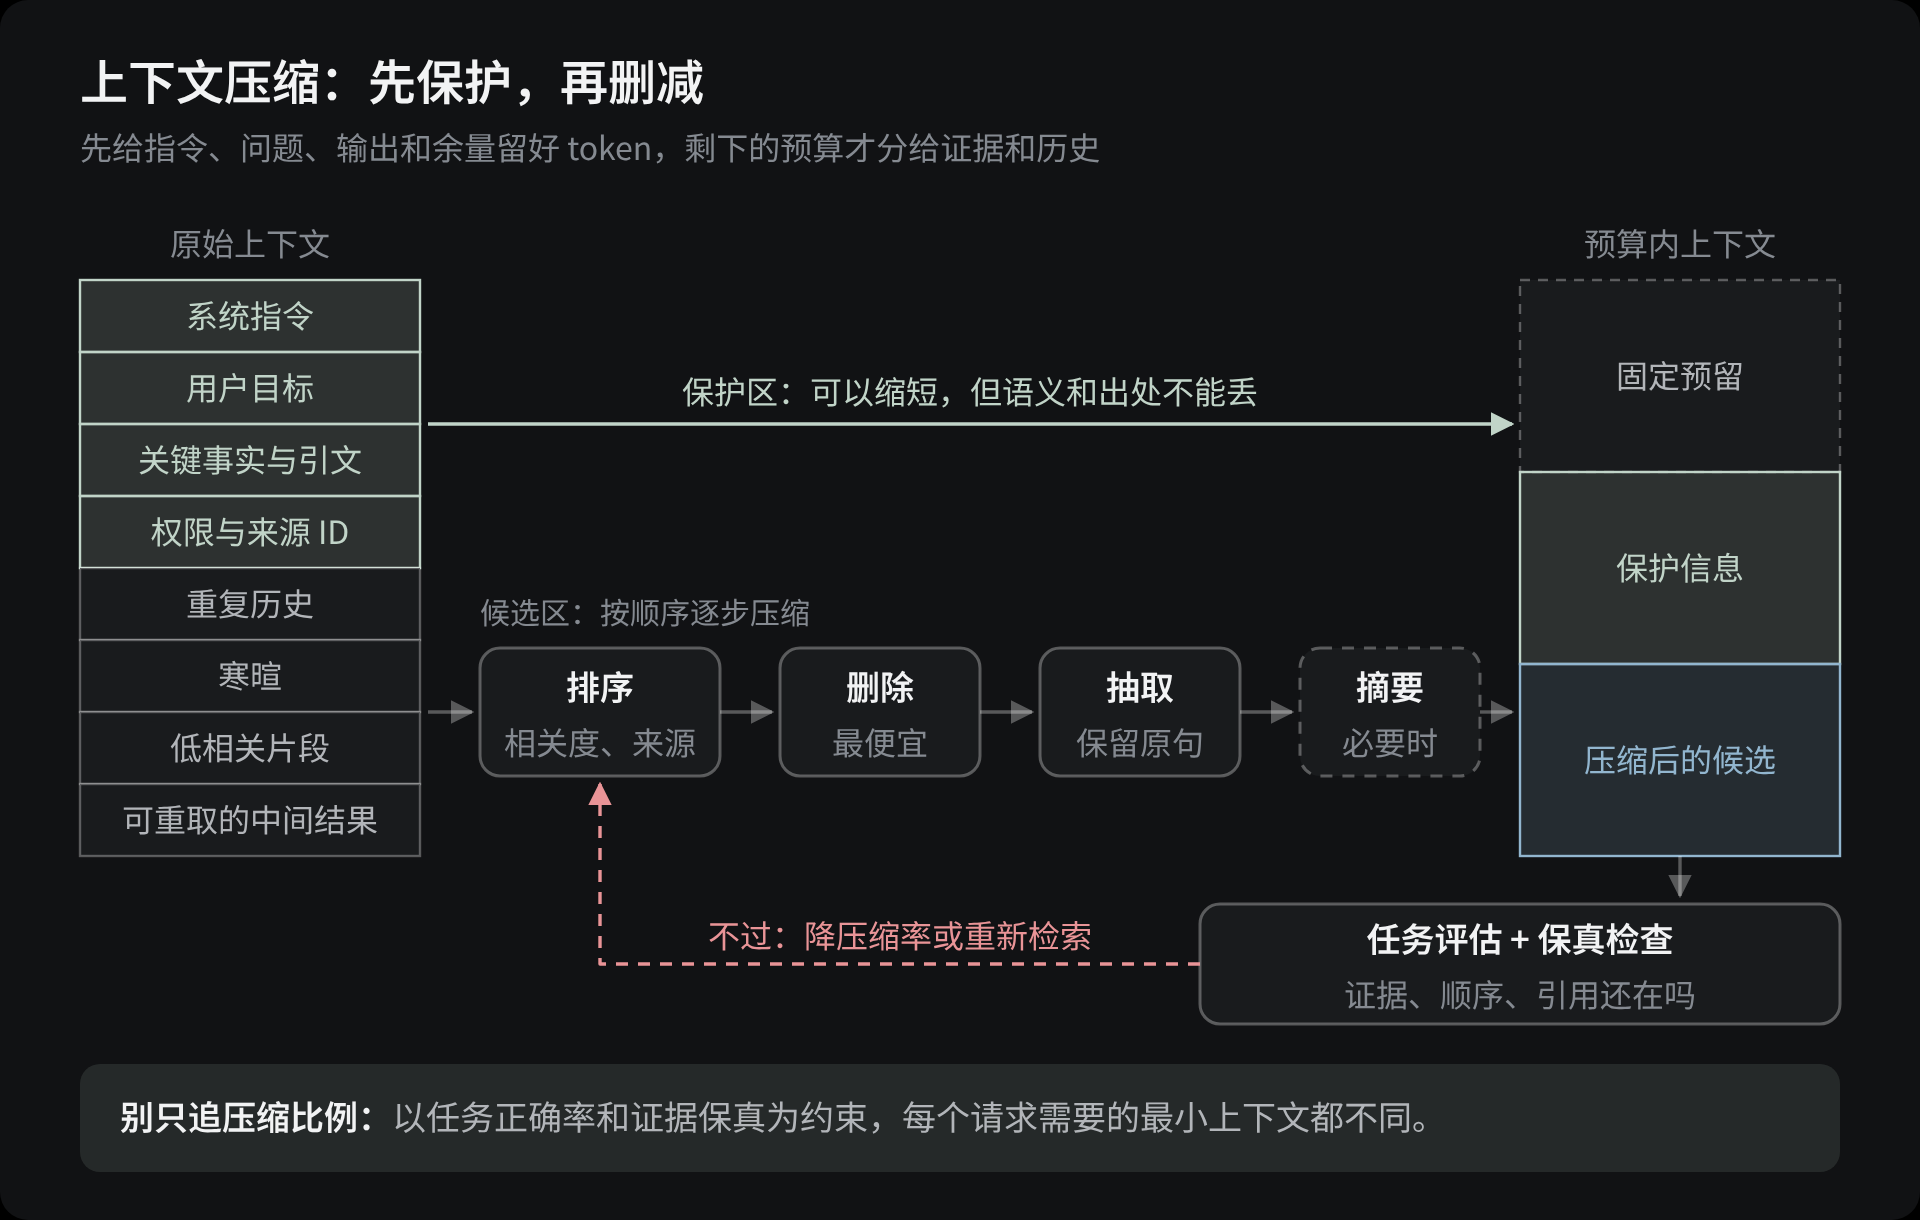 上下文压缩：先保护，再删减
先给指令、问题、输出和余量留好 token，剩下的预算才分给证据和历史
原始上下文
系统指令
用户目标
关键事实与引文
权限与来源 ID
重复历史
寒暄
低相关片段
可重取的中间结果
保护区：可以缩短，但语义和出处不能丢
候选区：按顺序逐步压缩
排序
相关度、来源
删除
最便宜
抽取
保留原句
摘要
必要时
预算内上下文
固定预留
保护信息
压缩后的候选
任务评估 + 保真检查
证据、顺序、引用还在吗
不过：降压缩率或重新检索
别只追压缩比例：以任务正确率和证据保真为约束，每个请求需要的最小上下文都不同。